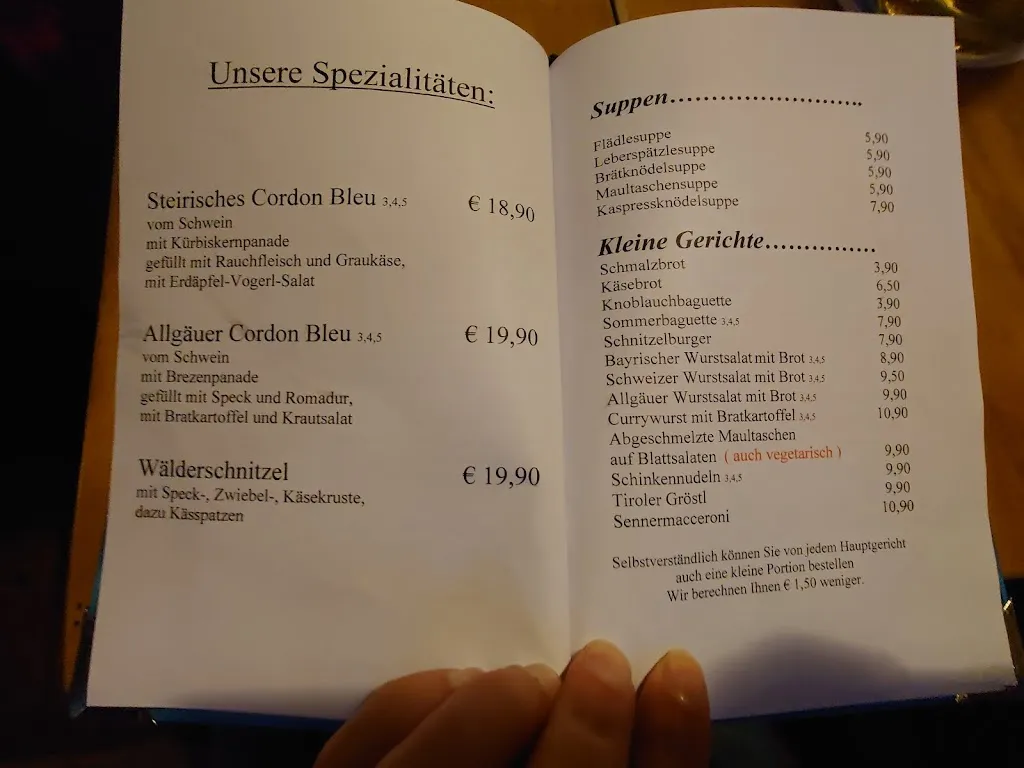 Unsere Spezialitäten:
Steirisches Cordon Bleu 3,4,5 € 18,90
vom Schwein
mit Kürbiskernpanade
gefüllt mit Rauchfleisch und Graukäse,
mit Erdäpfel-Vogerl-Salat
Allgäuer Cordon Bleu 3,4,5 € 19,90
vom Schwein
mit Brezenpanade
gefüllt mit Speck und Romadur,
mit Bratkartoffel und Krautsalat
Wälderschnitzel € 19,90
mit Speck-, Zwiebel-, Käsekruste,
dazu Kässpatzen
Suppen........................
Flädlesuppe 5,90
Leberspätzlesuppe 5,90
Brätknödelsuppe 5,90
Maultaschensuppe 5,90
Kaspressknödelsuppe 7,90
Kleine Gerichte...............
Schmalzbrot 3,90
Käsebrot 6,50
Knoblauchbaguette 3,90
Sommerbaguette 3,4,5 7,90
Schnitzelburger 7,90
Bayrischer Wurstsalat mit Brot 3,4,5 8,90
Schweizer Wurstsalat mit Brot 3,4,5 9,50
Allgäuer Wurstsalat mit Brot 3,4,5 9,90
Currywurst mit Bratkartoffel 3,4,5 10,90
Abgeschmelzte Maultaschen
auf Blattsalaten ( auch vegetarisch ) 9,90
Schinkennudeln 3,4,5 9,90
Tiroler Gröstl 9,90
Sennermacceroni 10,90
Selbstverständlich können Sie von jedem Hauptgericht
auch eine kleine Portion bestellen
Wir berechnen Ihnen € 1,50 weniger.